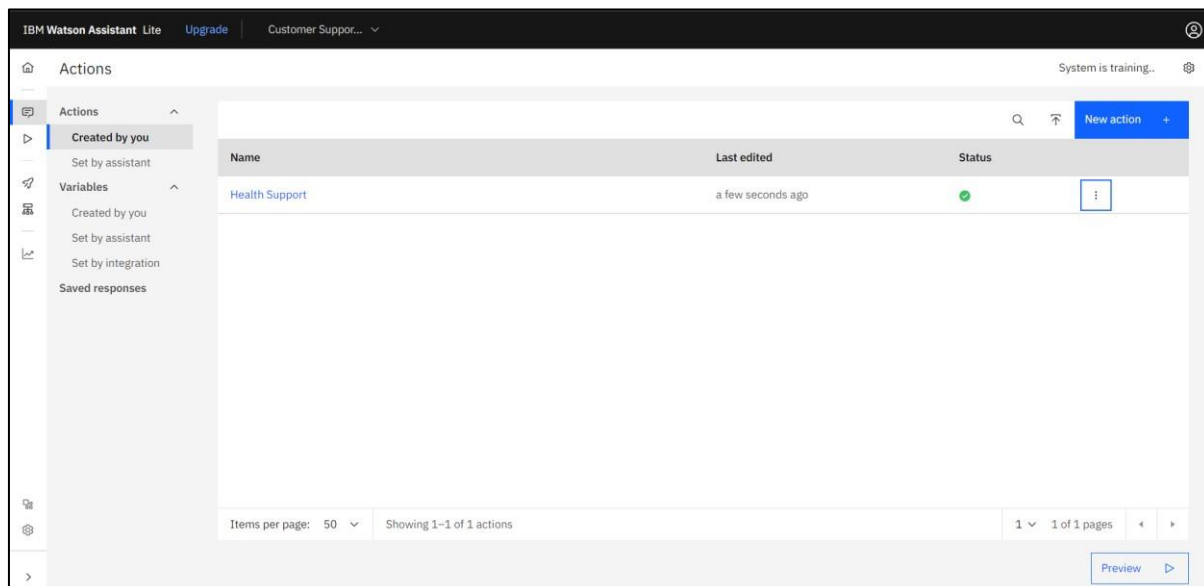 IBM Watson Assistant Lite Upgrade Customer Suppor...
Actions System is training..
Actions
Created by you
Set by assistant
Variables
Created by you
Set by assistant
Set by integration
Saved responses
New action +
Name Last edited Status
Health Support a few seconds ago
Items per page: 50 Showing 1–1 of 1 actions 1 1 of 1 pages
Preview